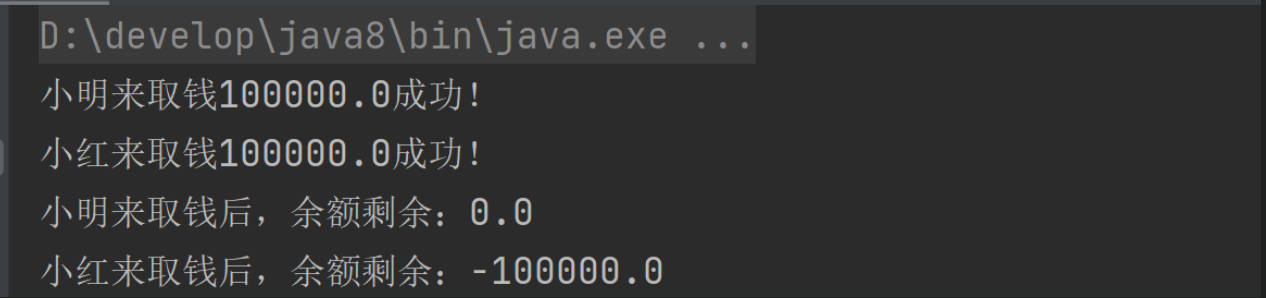 D:\develop\java8\bin\java.exe ...
小明来取钱100000.0成功!
小红来取钱100000.0成功!
小明来取钱后，余额剩余：0.0
小红来取钱后，余额剩余：-100000.0